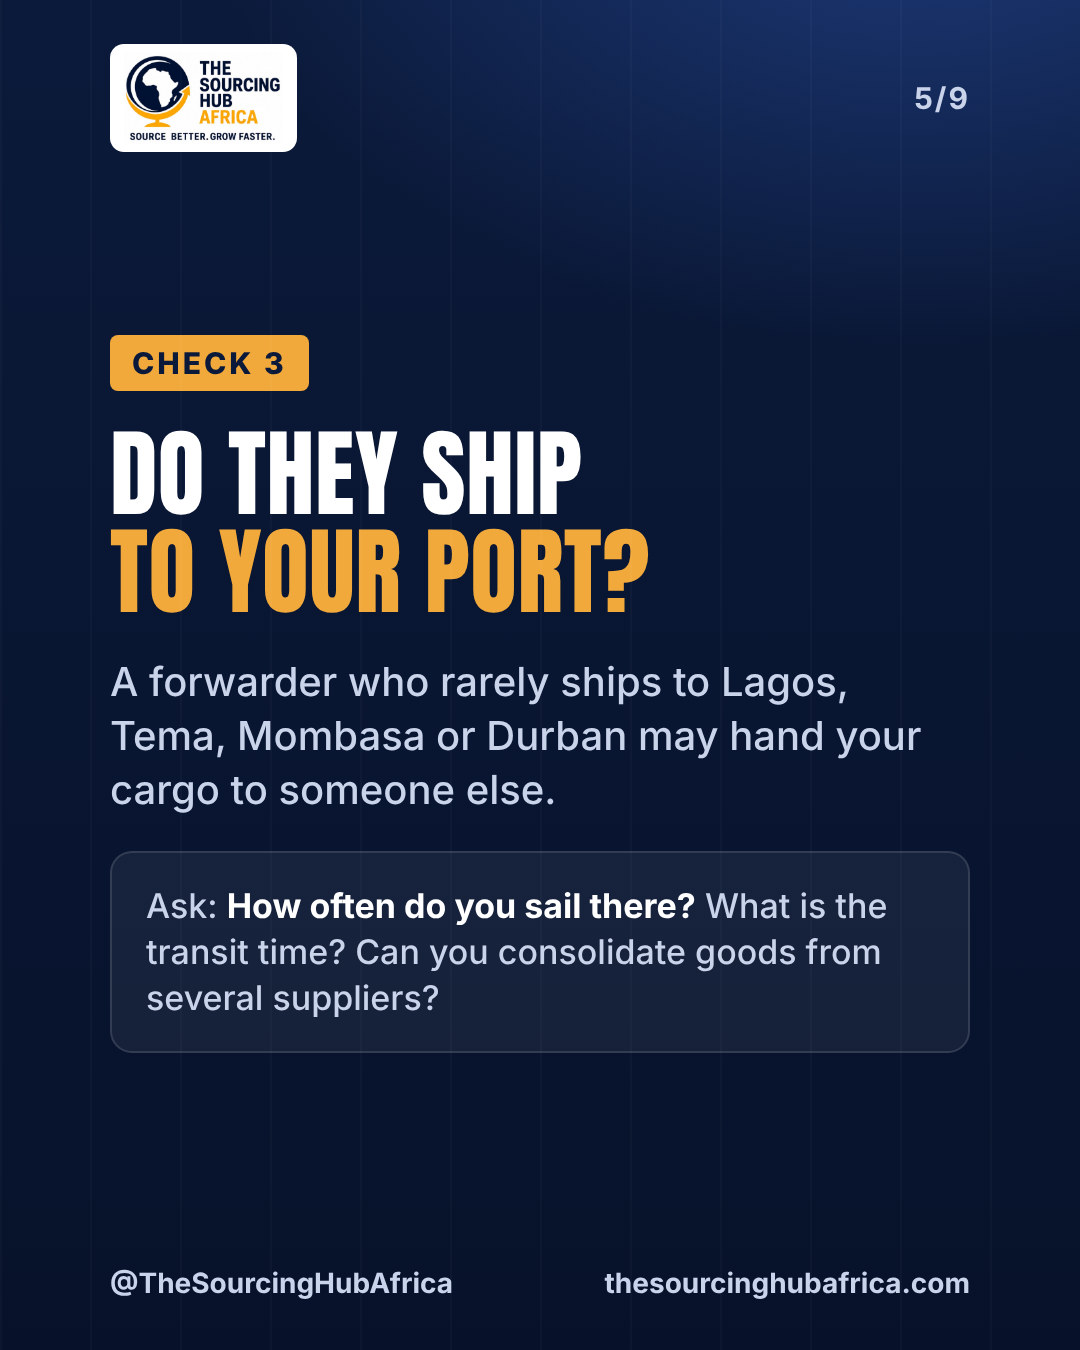 THE
SOURCING
HUB
AFRICA
SOURCE BETTER. GROW FASTER.
5/9
CHECK 3
DO THEY SHIP
TO YOUR PORT?
A forwarder who rarely ships to Lagos,
Tema, Mombasa or Durban may hand your
cargo to someone else.
Ask: How often do you sail there? What is the
transit time? Can you consolidate goods from
several suppliers?
@TheSourcingHubAfrica
thesourcinghubafrica.com